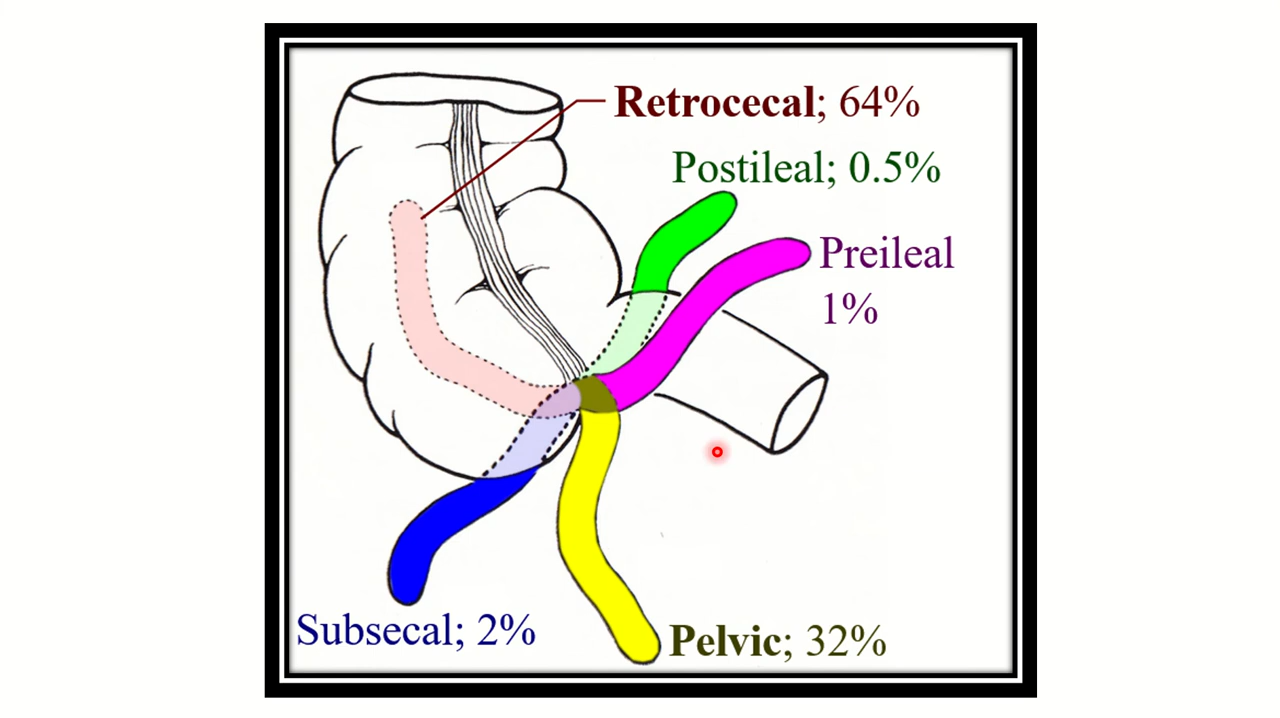 Retrocecal; 64%
Postileal; 0.5%
Preileal
1%
Subsecal; 2%
Pelvic; 32%